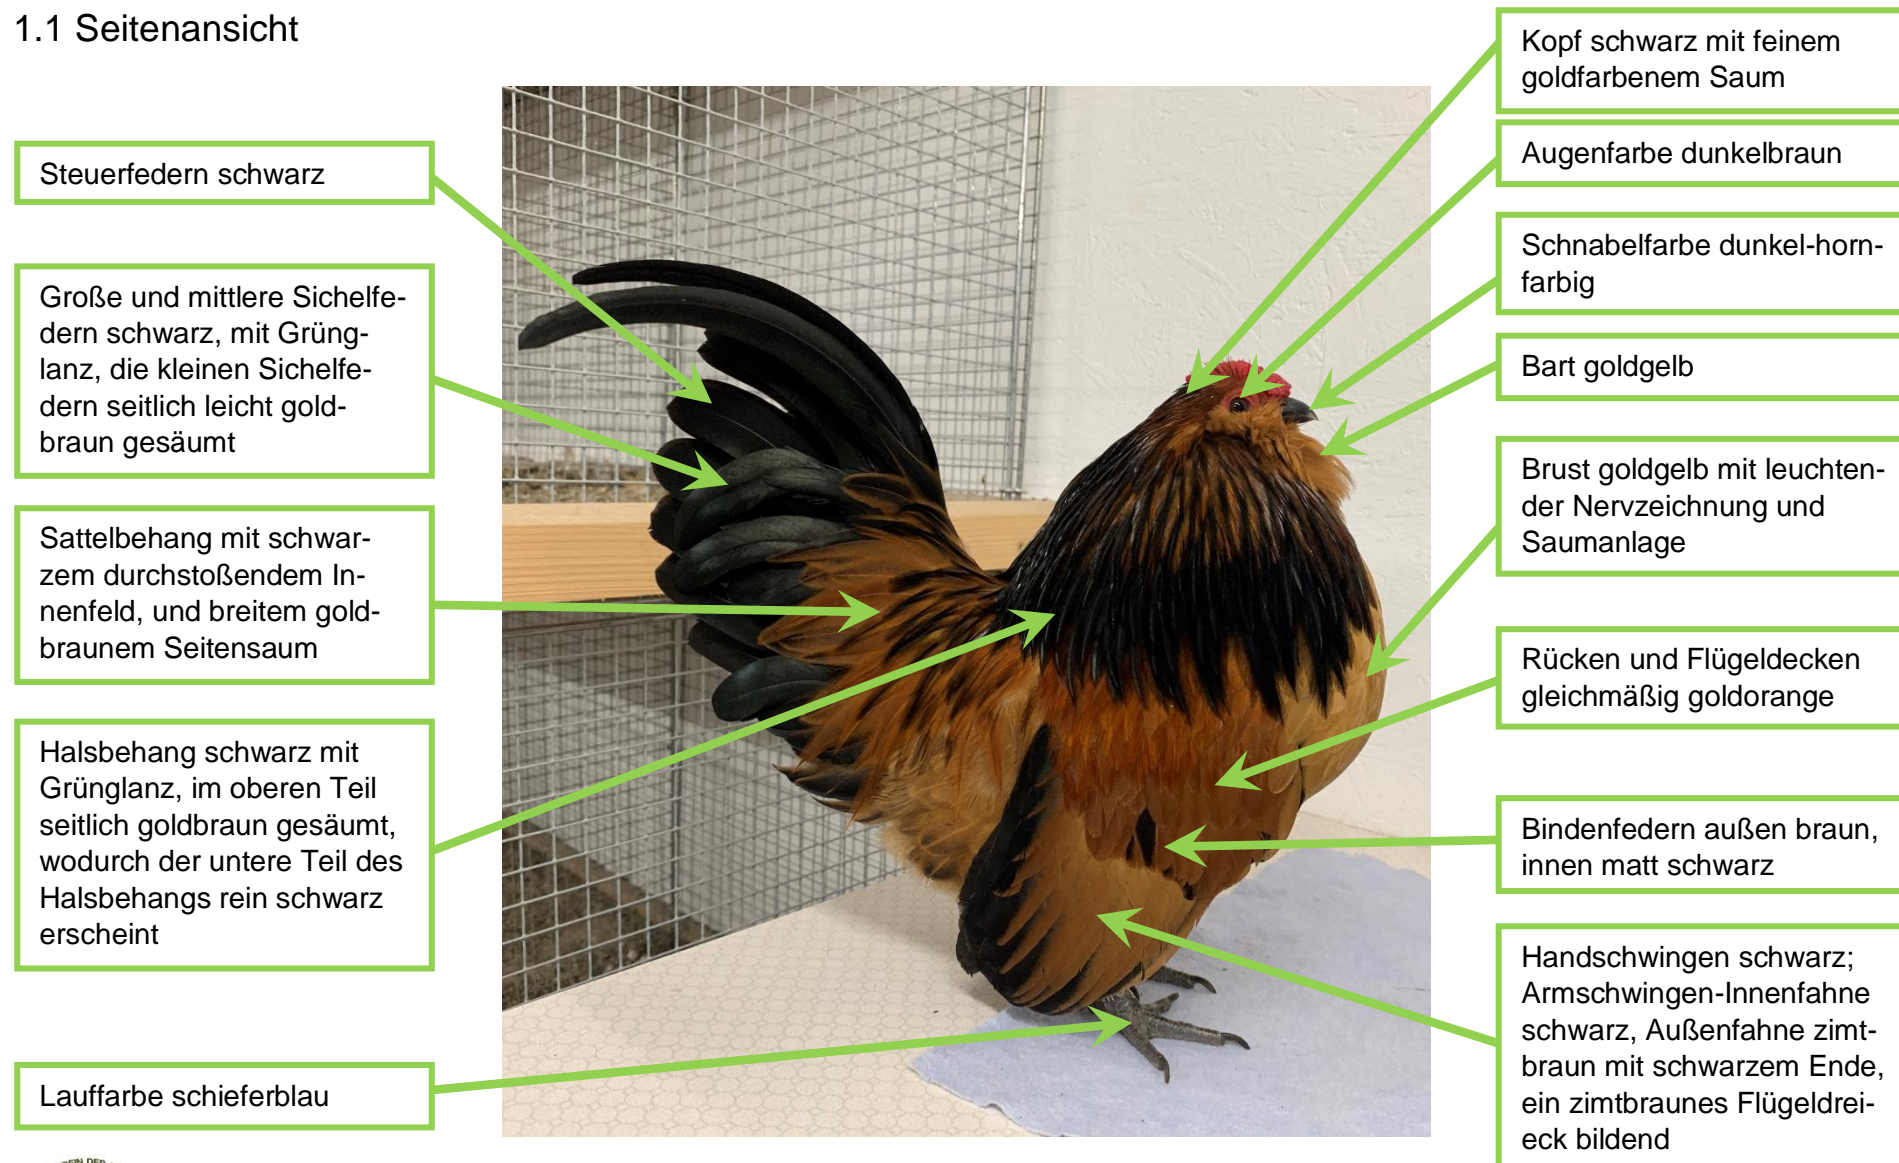 1.1 Seitenansicht
Steuerfedern schwarz
Große und mittlere Sichelfe-
dern schwarz, mit Grüng-
lanz, die kleinen Sichelfe-
dern seitlich leicht gold-
braun gesäumt
Sattelbehang mit schwar-
zem durchstoßendem In-
nenfeld, und breitem gold-
braunem Seitensaum
Halsbehang schwarz mit
Grünglanz, im oberen Teil
seitlich goldbraun gesäumt,
wodurch der untere Teil des
Halsbehangs rein schwarz
erscheint
Lauffarbe schieferblau
Kopf schwarz mit feinem
goldfarbenem Saum
Augenfarbe dunkelbraun
Schnabelfarbe dunkel-horn-
farbig
Bart goldgelb
Brust goldgelb mit leuchten-
der Nervzeichnung und
Saumanlage
Rücken und Flügeldecken
gleichmäßig goldorange
Bindenfedern außen braun,
innen matt schwarz
Handschwingen schwarz;
Armschwingen-Innenfahne
schwarz, Außenfahne zimt-
braun mit schwarzem Ende,
ein zimtbraunes Flügeldrei-
eck bildend